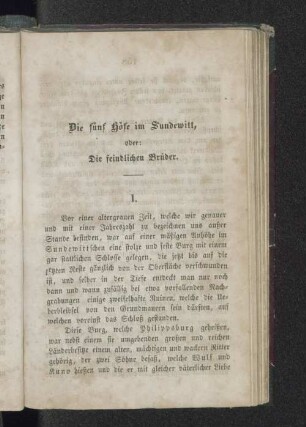 Die fünf Höfe im Sundewitt,
oder:
Die feindlichen Brüder.
I.
Vor einer altergrauen Zeit, welche wir genauer
und mit einer Jahreszahl zu bezeichnen uns außer
Stande befinden, war auf einer mäßigen Anhöhe im
Sundewittschen eine stolze und feste Burg mit einem
gar stattlichen Schlosse gelegen, die jetzt bis auf die
letzten Reste gänzlich von der Oberfläche verschwunden
ist, und selbst in der Tiefe entdeckt man nur noch
dann und wann zufällig bei etwa vorfallenden Nach-
grabungen einige zweifelhafte Ruinen, welche die Ue-
berbleibsel von den Grundmauern sein dürften, auf
welchen vereinst das Schloß gestanden.
Diese Burg, welche Philippsburg geheißen,
war nebst einem sie umgebenden großen und reichen
Länderbesitze einem alten, mächtigen und wackern Ritter
gehörig, der zwei Söhne besaß, welche Wulf und
Kuno hießen und die er mit gleicher väterlicher Liebe